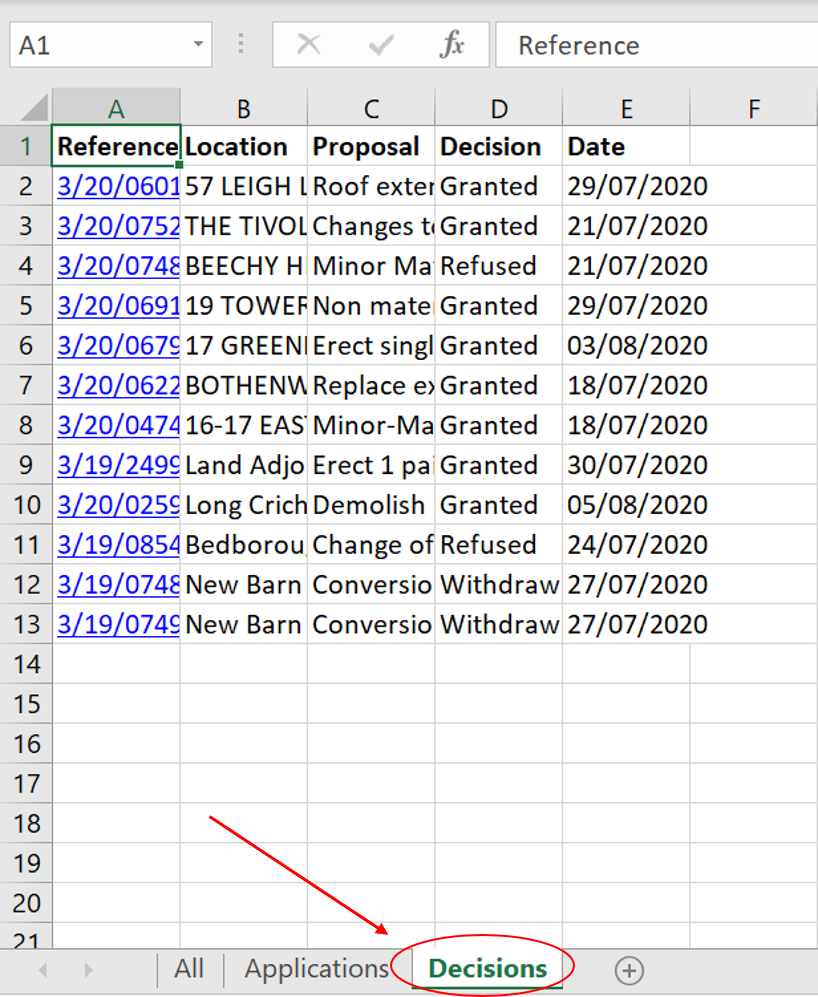 A1 fx Reference
A B C D E F
1 Reference Location Proposal Decision Date
2 3/20/0601 57 LEIGH L Roof exter Granted 29/07/2020
3 3/20/0752 THE TIVOL Changes to Granted 21/07/2020
4 3/20/0748 BEECHY H Minor Ma Refused 21/07/2020
5 3/20/0691 19 TOWER Non mate Granted 29/07/2020
6 3/20/0679 17 GREEN Erect singl Granted 03/08/2020
7 3/20/0622 BOTHENW Replace ex Granted 18/07/2020
8 3/20/0474 16-17 EAST Minor-Ma Granted 18/07/2020
9 3/19/2499 Land Adjo Erect 1 pai Granted 30/07/2020
10 3/20/0259 Long Crich Demolish Granted 05/08/2020
11 3/19/0854 Bedborou Change of Refused 24/07/2020
12 3/19/0748 New Barn Conversio Withdraw 27/07/2020
13 3/19/0749 New Barn Conversio Withdraw 27/07/2020
14
15
16
17
18
19
20
21
All Applications Decisions